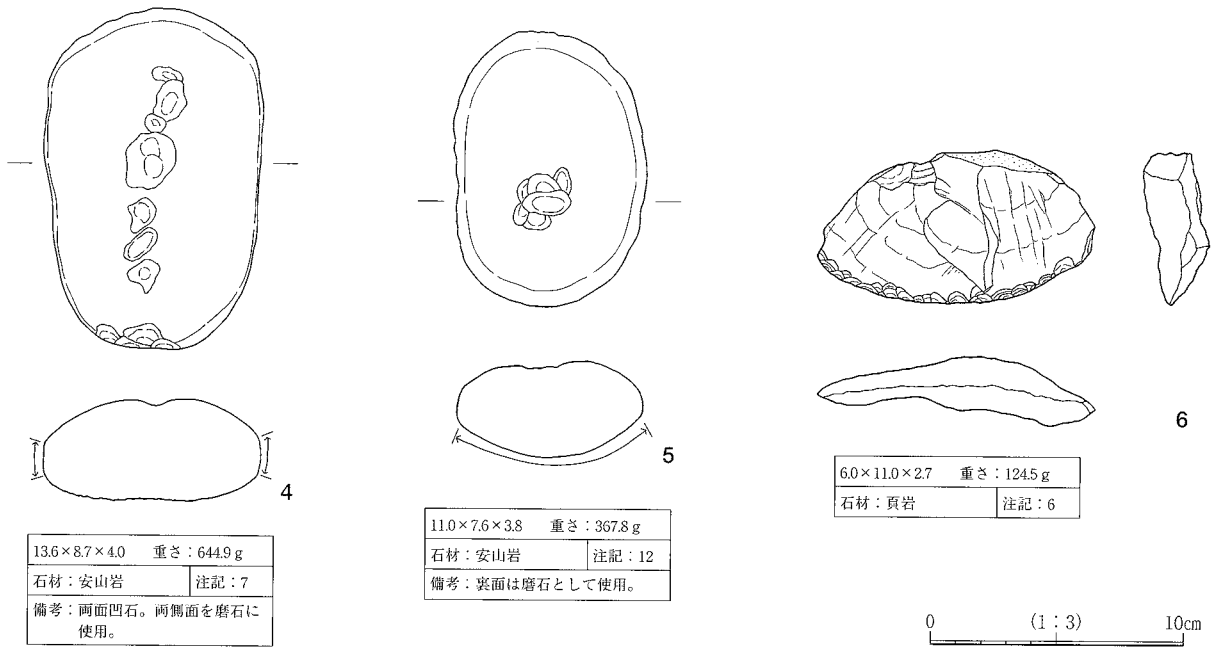 4
13.6×8.7×4.0 重さ：644.9g
石材：安山岩 注記：7
備考：両面凹石。両側面を磨石に
使用。
5
11.0×7.6×3.8 重さ：367.8g
石材：安山岩 注記：12
備考：裏面は磨石として使用。
6
6.0×11.0×2.7 重さ：124.5g
石材：頁岩 注記：6
0 (1：3) 10cm